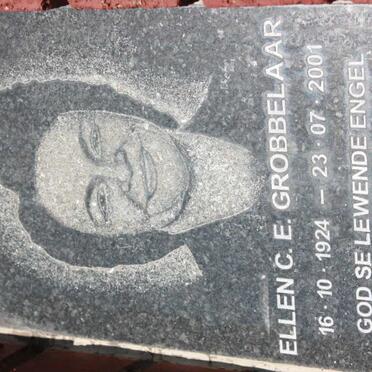 ELLEN C. E. GROBBELAAR
16 · 10 · 1924 – 23 · 07 · 2001
GOD SE LEWENDE ENGEL